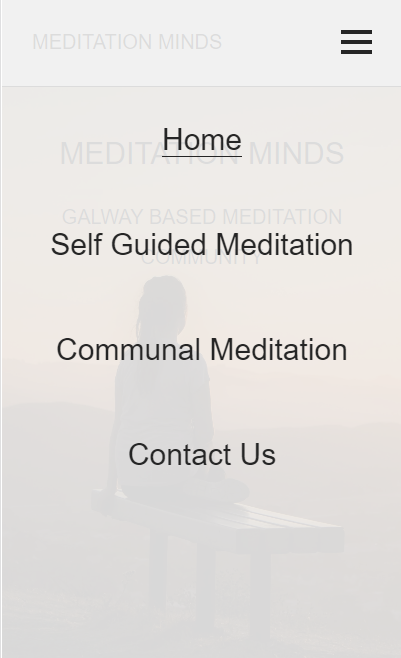 MEDITATION MINDS
Home
MEDITATION MINDS
GALWAY BASED MEDITATION
Self Guided Meditation
COMMUNITY
Communal Meditation
Contact Us